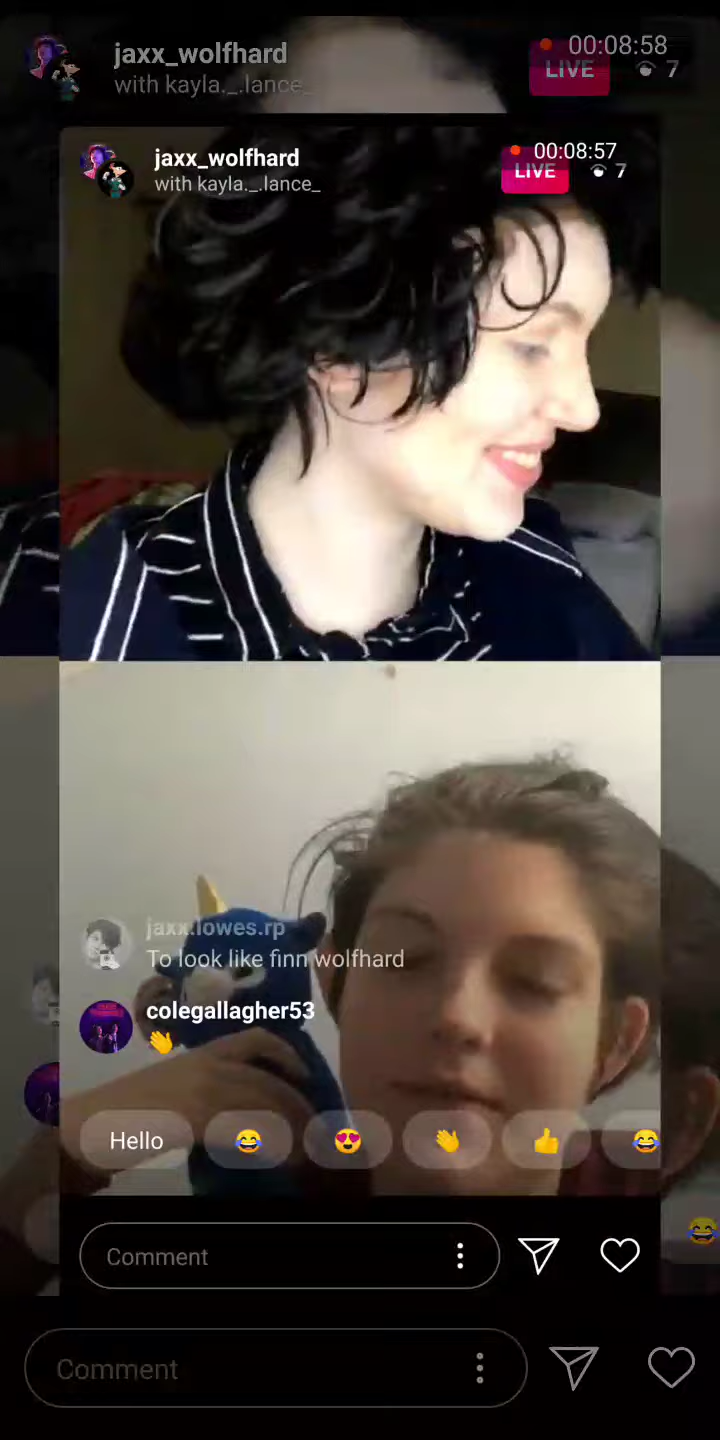 jaxx_wolfhard
with kayla._.lance_
00:08:58
LIVE
7
jaxx_wolfhard
with kayla._.lance_
00:08:57
LIVE
7
jaxx.lowes.rp
To look like finn wolfhard
colegallagher53
Hello
Comment
Comment